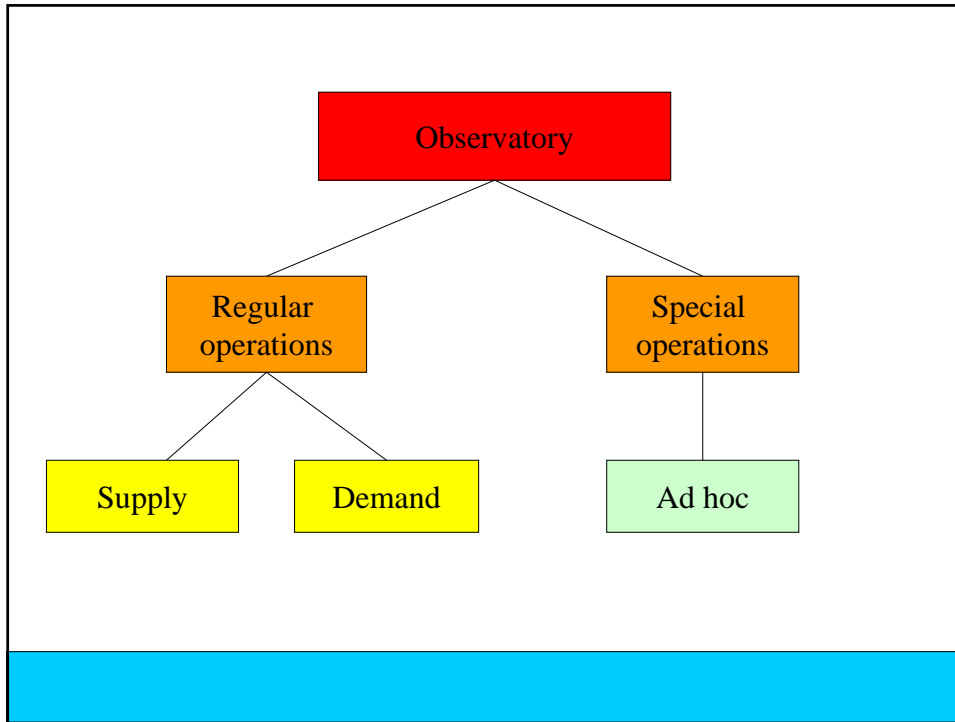 Observatory
Regular
operations
Special
operations
Supply
Demand
Ad hoc